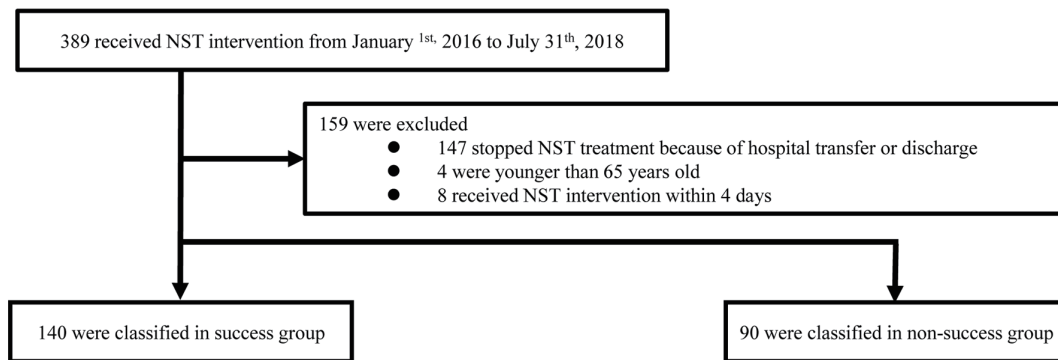 389 received NST intervention from January 1st, 2016 to July 31th, 2018
159 were excluded
● 147 stopped NST treatment because of hospital transfer or discharge
● 4 were younger than 65 years old
● 8 received NST intervention within 4 days
140 were classified in success group
90 were classified in non-success group